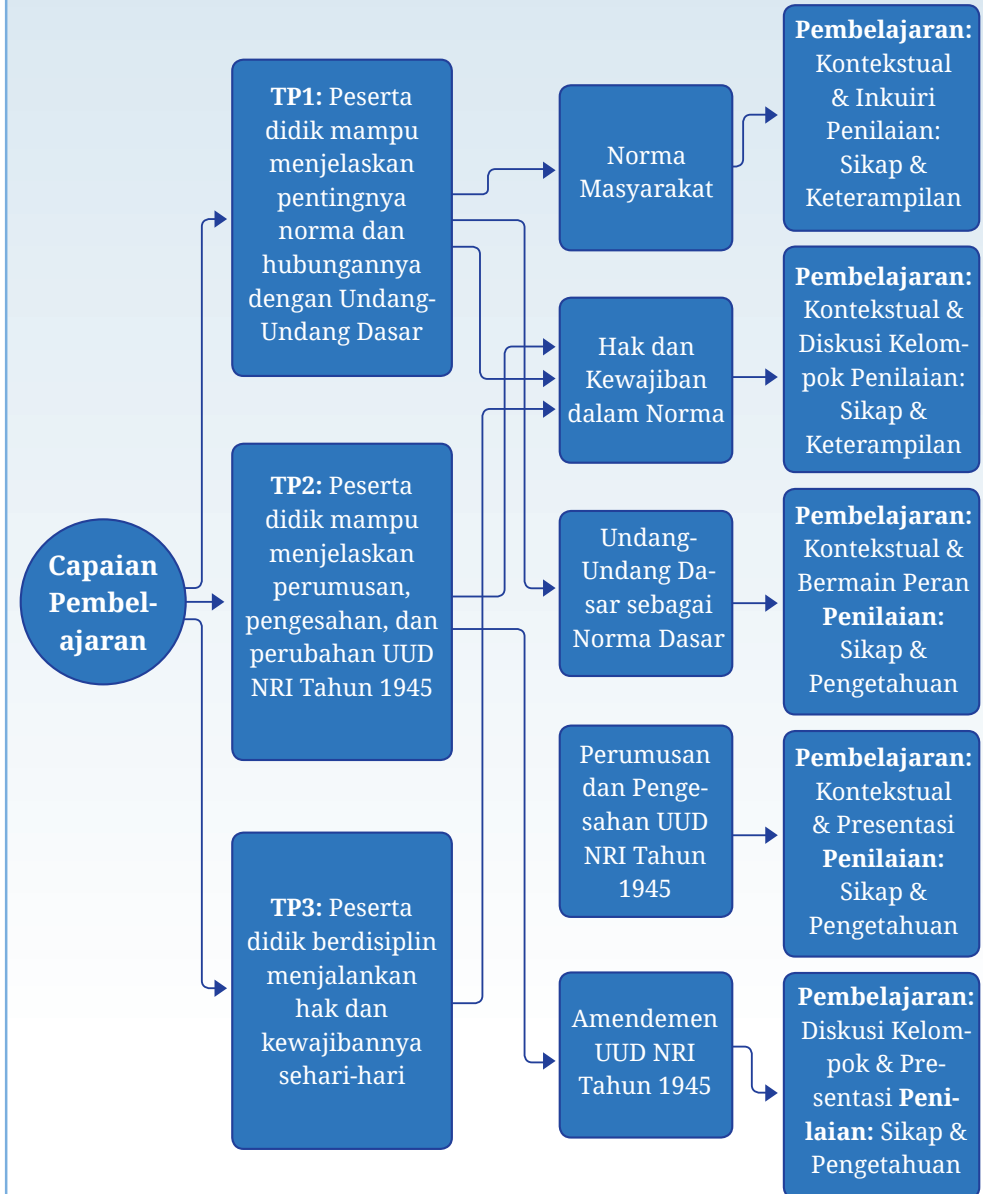 Capaian
Pembel-
ajaran
TP1: Peserta
didik mampu
menjelaskan
pentingnya
norma dan
hubungannya
dengan Undang-
Undang Dasar
TP2: Peserta
didik mampu
menjelaskan
perumusan,
pengesahan, dan
perubahan UUD
NRI Tahun 1945
TP3: Peserta
didik berdisiplin
menjalankan
hak dan
kewajibannya
sehari-hari
Norma
Masyarakat
Hak dan
Kewajiban
dalam Norma
Undang-
Undang Da-
sar sebagai
Norma Dasar
Perumusan
dan Penge-
sahan UUD
NRI Tahun
1945
Amendemen
UUD NRI
Tahun 1945
Pembelajaran:
Kontekstual
& Inkuiri
Penilaian:
Sikap &
Keterampilan
Pembelajaran:
Kontekstual &
Diskusi Kelom-
pok Penilaian:
Sikap &
Keterampilan
Pembelajaran:
Kontekstual &
Bermain Peran
Penilaian:
Sikap &
Pengetahuan
Pembelajaran:
Kontekstual
& Presentasi
Penilaian:
Sikap &
Pengetahuan
Pembelajaran:
Diskusi Kelom-
pok & Pre-
sentasi Peni-
laian: Sikap &
Pengetahuan